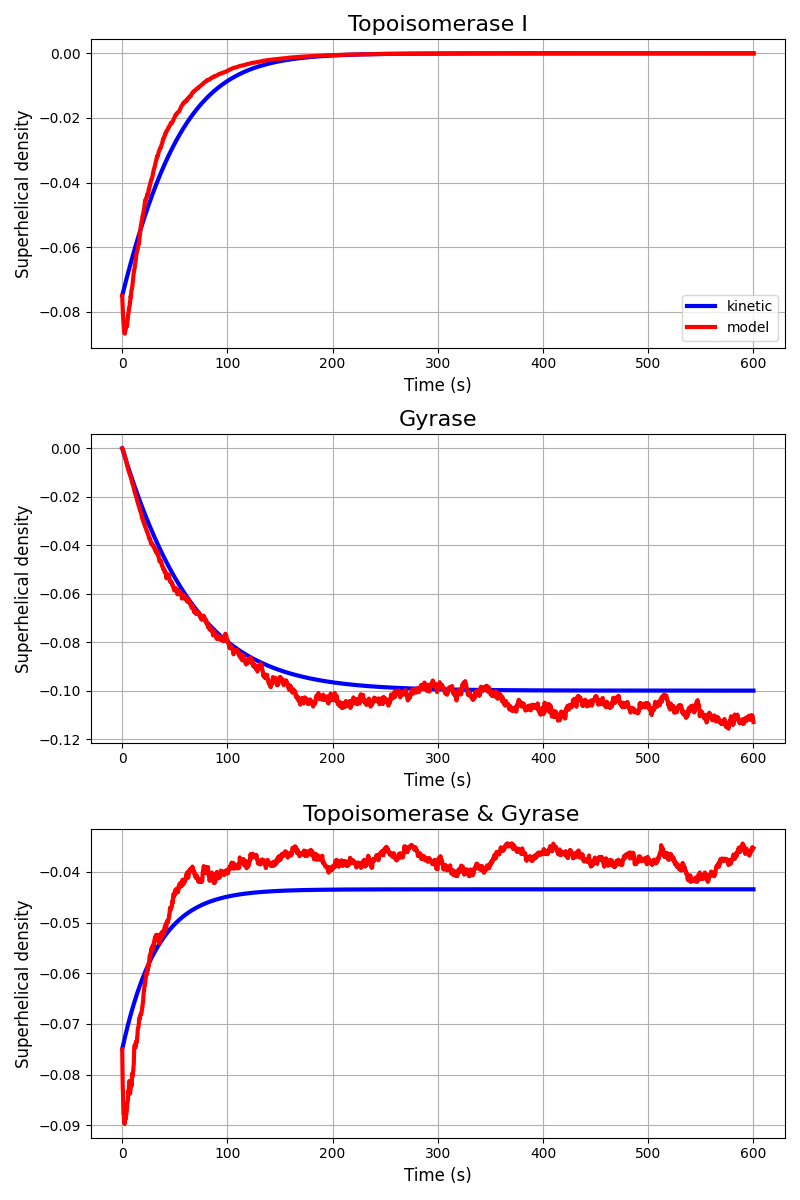 Topoisomerase I
Superhelical density
0.00
−0.02
−0.04
−0.06
−0.08
kinetic
model
0 100 200 300 400 500 600
Time (s)
Gyrase
Superhelical density
0.00
−0.02
−0.04
−0.06
−0.08
−0.10
−0.12
0 100 200 300 400 500 600
Time (s)
Topoisomerase & Gyrase
Superhelical density
−0.04
−0.05
−0.06
−0.07
−0.08
−0.09
0 100 200 300 400 500 600
Time (s)